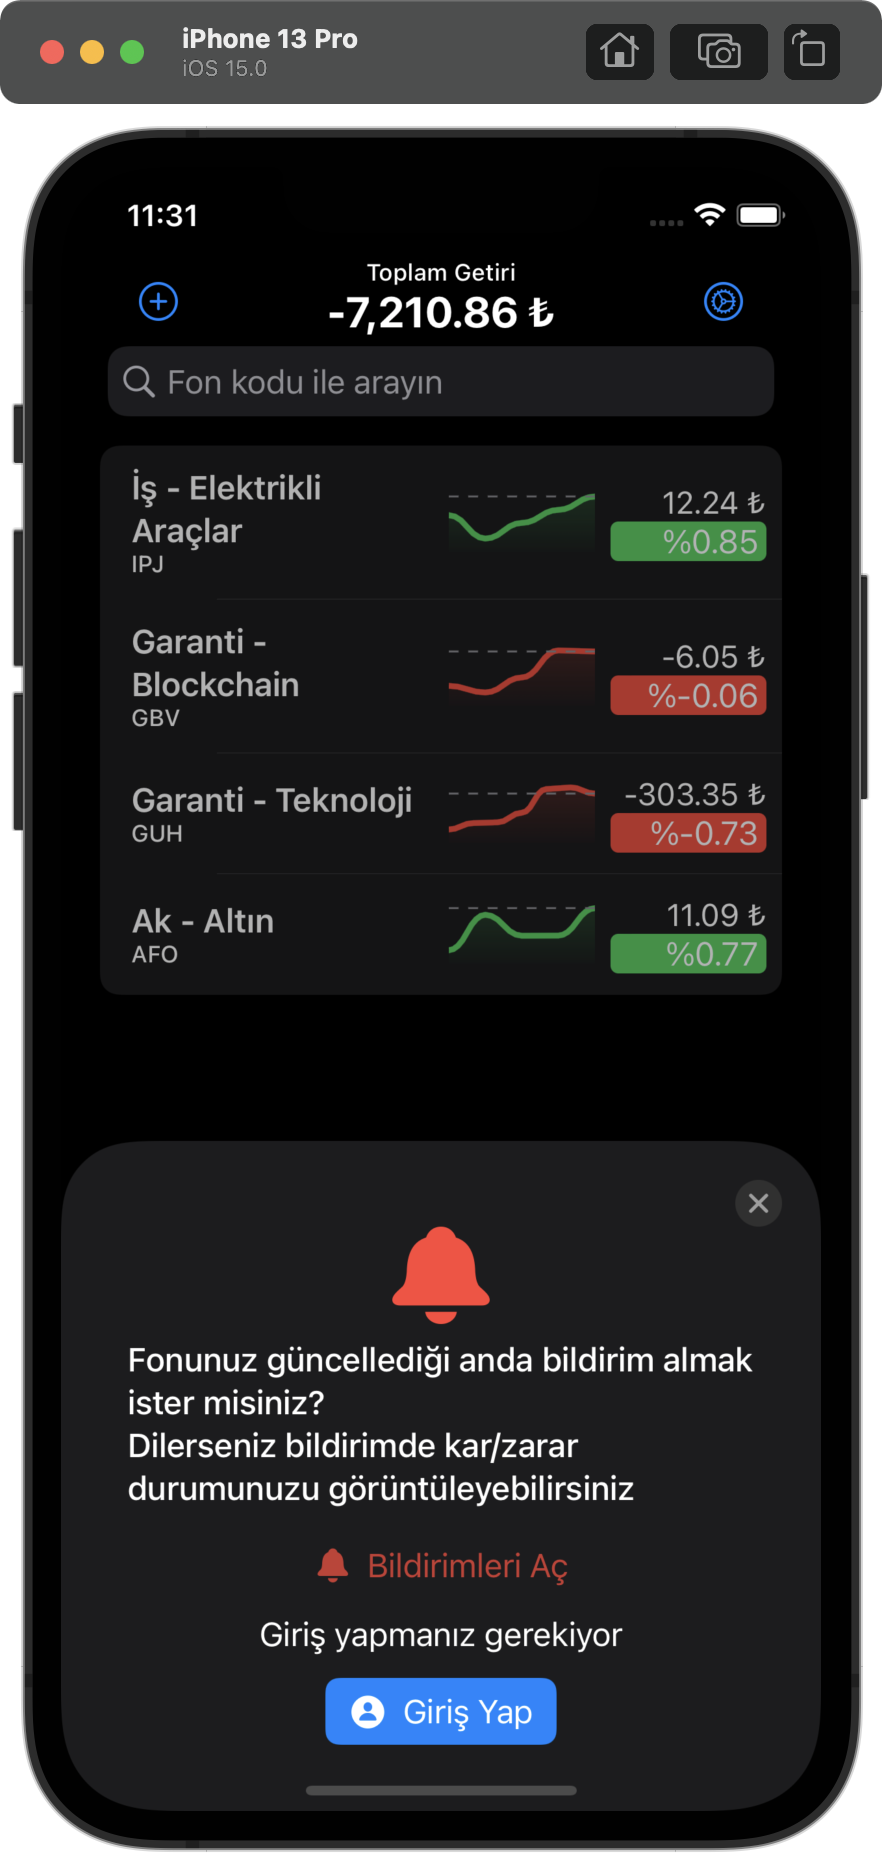 iPhone 13 Pro
iOS 15.0
11:31
Toplam Getiri
-7,210.86 ₺
Fon kodu ile arayın
İş - Elektrikli
Araçlar
IPJ
12.24 ₺
%0.85
Garanti -
Blockchain
GBV
-6.05 ₺
%-0.06
Garanti - Teknoloji
GUH
-303.35 ₺
%-0.73
Ak - Altın
AFO
11.09 ₺
%0.77
Fonunuz güncellediği anda bildirim almak
ister misiniz?
Dilerseniz bildirimde kar/zarar
durumunuzu görüntüleyebilirsiniz
Bildirimleri Aç
Giriş yapmanız gerekiyor
Giriş Yap